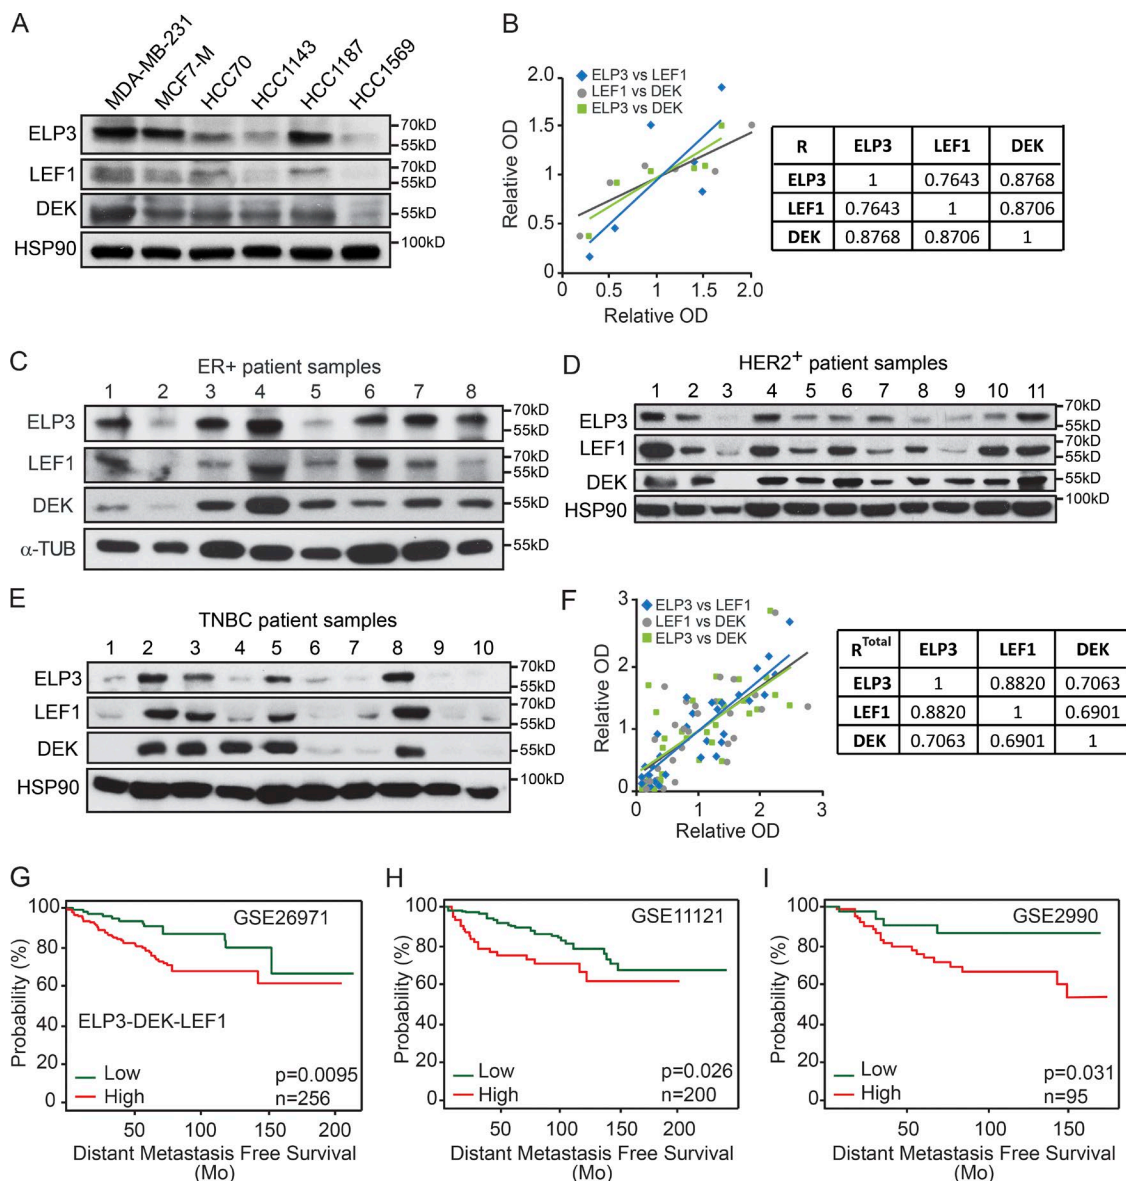 A
MDA-MB-231
MCF7-M
HCC70
HCC1143
HCC1187
HCC1569
ELP3
70kD
55kD
LEF1
70kD
55kD
DEK
55kD
HSP90
100kD
B
2.0
1.5
1.0
0.5
0
Relative OD
ELP3 vs LEF1
LEF1 vs DEK
ELP3 vs DEK
0 0.5 1 1.5 2.0
Relative OD
R ELP3 LEF1 DEK
ELP3 1 0.7643 0.8768
LEF1 0.7643 1 0.8706
DEK 0.8768 0.8706 1
C
ER+ patient samples
1 2 3 4 5 6 7 8
ELP3
70kD
55kD
LEF1
70kD
55kD
DEK
55kD
α-TUB
55kD
D
HER2+ patient samples
1 2 3 4 5 6 7 8 9 10 11
ELP3
70kD
55kD
LEF1
70kD
55kD
DEK
55kD
HSP90
100kD
E
TNBC patient samples
1 2 3 4 5 6 7 8 9 10
ELP3
70kD
55kD
LEF1
70kD
55kD
DEK
55kD
HSP90
100kD
F
3
2
1
0
Relative OD
ELP3 vs LEF1
LEF1 vs DEK
ELP3 vs DEK
0 1 2 3
Relative OD
RTotal ELP3 LEF1 DEK
ELP3 1 0.8820 0.7063
LEF1 0.8820 1 0.6901
DEK 0.7063 0.6901 1
G
100
80
60
40
20
0
Probability (%)
GSE26971
ELP3-DEK-LEF1
Low
High
p=0.0095
n=256
50 100 150 200
Distant Metastasis Free Survival
(Mo)
H
100
80
60
40
20
0
Probability (%)
GSE11121
Low
High
p=0.026
n=200
50 100 150 200
Distant Metastasis Free Survival
(Mo)
I
100
80
60
40
20
0
Probability (%)
GSE2990
Low
High
p=0.031
n=95
50 100 150
Distant Metastasis Free Survival
(Mo)